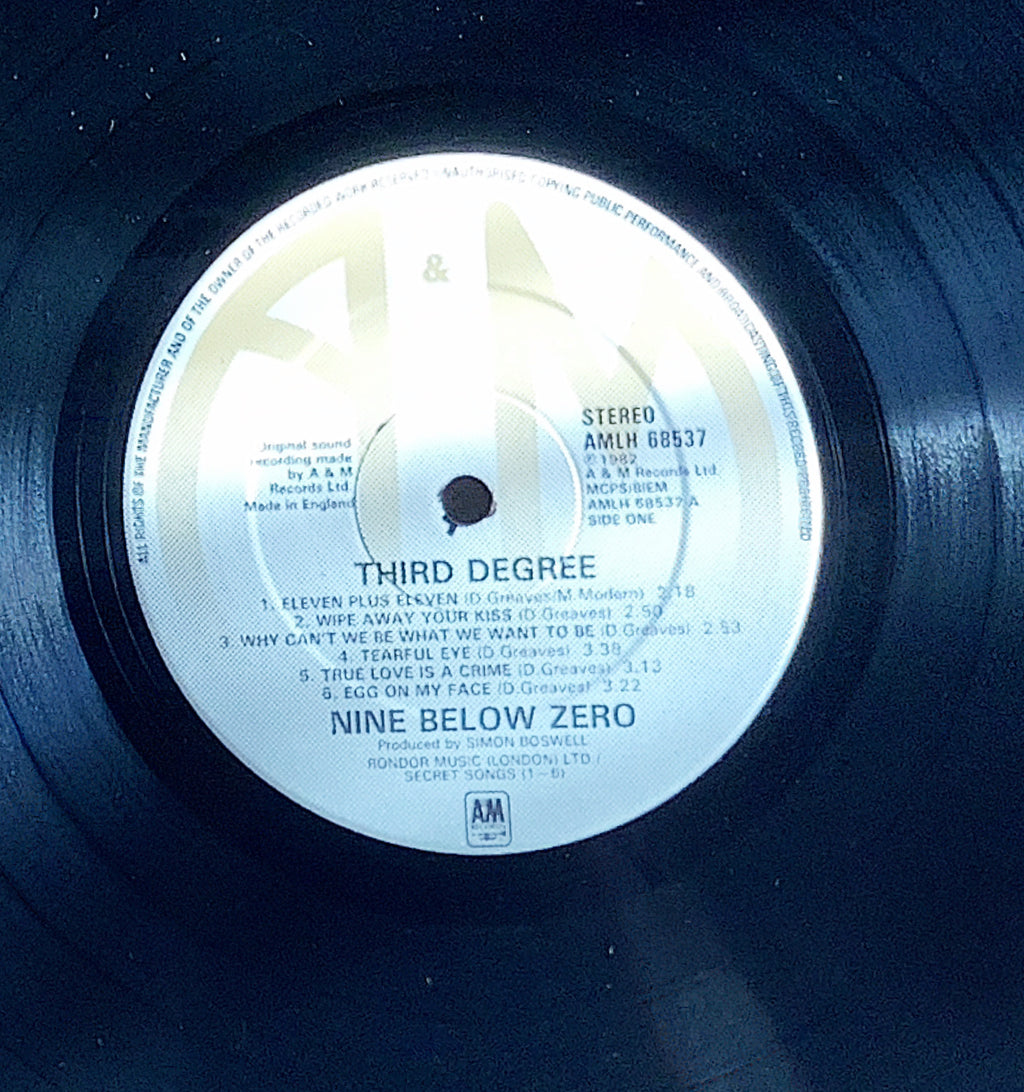 ALL RIGHTS OF THE MANUFACTURER AND OF THE OWNER OF THE RECORDED WORK RESERVED UNAUTHORISED COPYING PUBLIC PERFORMANCE AND BROADCASTING OF THIS RECORD PROHIBITED
&
Original sound
recording made
by A & M
Records Ltd.
Made in England
STEREO
AMLH 68537
℗ 1982
A & M Records Ltd.
MCPS/BIEM
AMLH 68537 A
SIDE ONE
THIRD DEGREE
1. ELEVEN PLUS ELEVEN (D.Greaves/M.Modern) 2.18
2. WIPE AWAY YOUR KISS (D.Greaves) 2.50
3. WHY CAN'T WE BE WHAT WE WANT TO BE (D.Greaves) 2.53
4. TEARFUL EYE (D.Greaves) 3.38
5. TRUE LOVE IS A CRIME (D.Greaves) 3.13
6. EGG ON MY FACE (D.Greaves) 3.22
NINE BELOW ZERO
Produced by SIMON BOSWELL
RONDOR MUSIC (LONDON) LTD /
SECRET SONGS (1-6)
AM
RECORDS